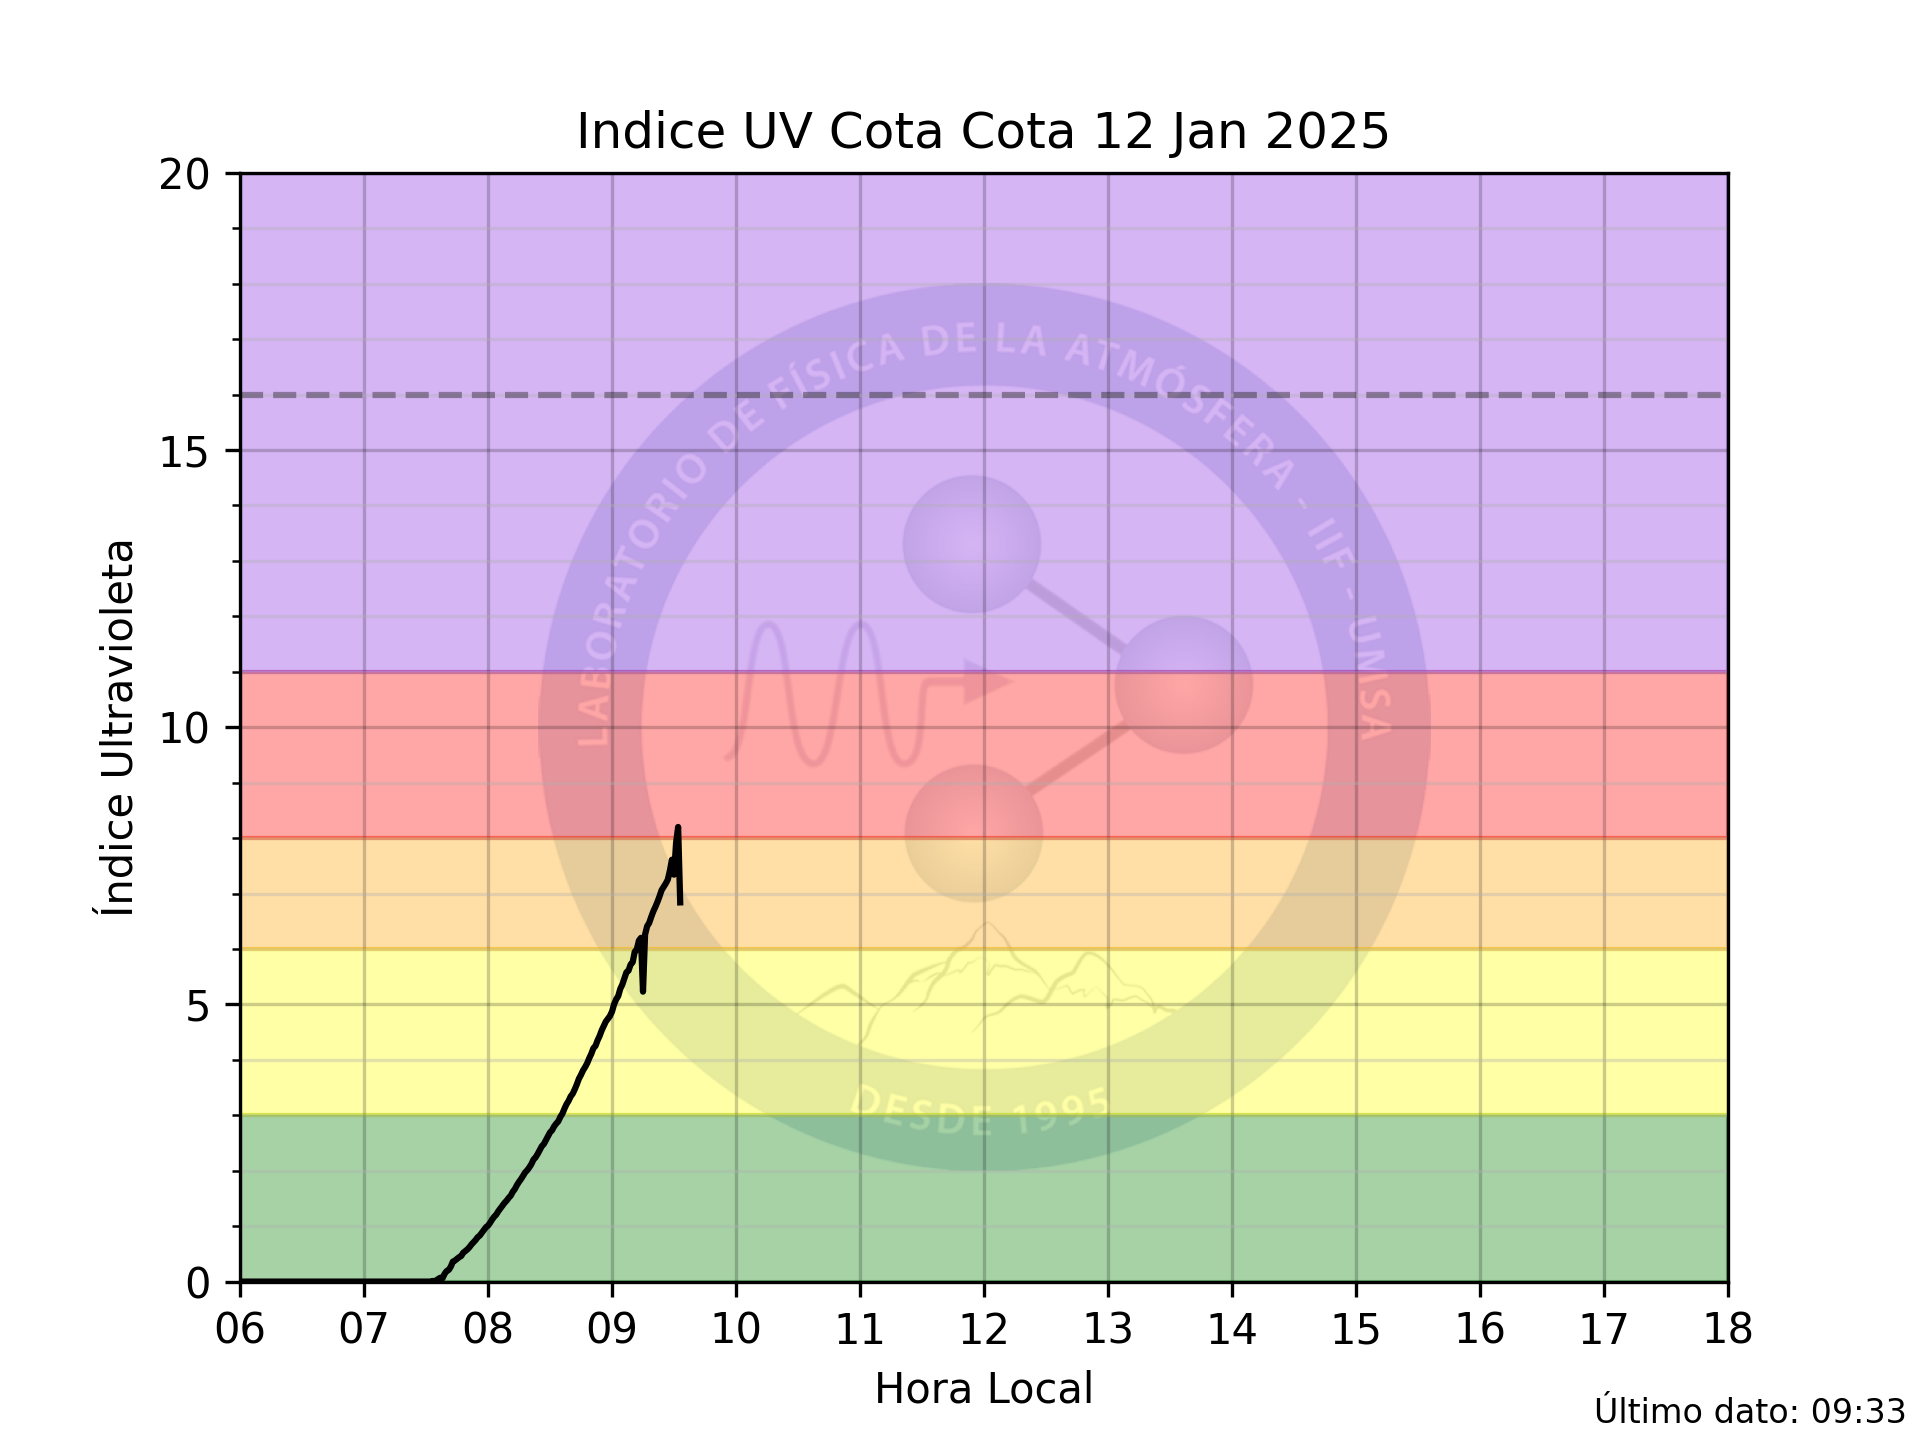 Indice UV Cota Cota 12 Jan 2025
20
15
10
5
0
Índice Ultravioleta
LABORATORIO DE FÍSICA DE LA ATMÓSFERA - IIF - UMSA
DESDE 1995
06 07 08 09 10 11 12 13 14 15 16 17 18
Hora Local
Último dato: 09:33